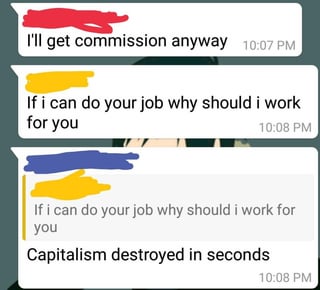 I'll get commission anyway 10:07 PM
If i can do your job why should i work
for you 10:08 PM
If i can do your job why should i work for
you
Capitalism destroyed in seconds
10:08 PM